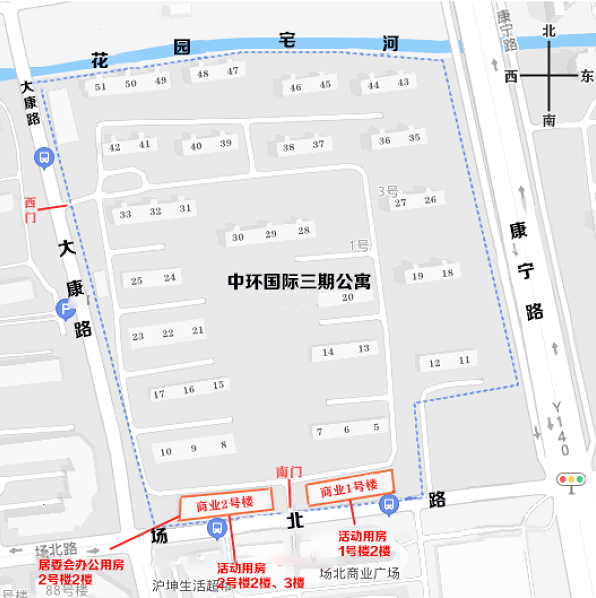 康宁路
北
西 东
南
花园宅河
大康路
51 50 49
48 47
46 45
44 43
42 41
40 39
38 37
36 35
西门
3号
33 32 31
27 26
30 29 28
1号
大康路
康宁路
25 24
中环国际三期公寓
19 18
20
P
23 22 21
14 13
12 11
17 16 15
Y140
7 6 5
10 9 8
南门
商业2号楼
商业1号楼
场北路
场北路
居委会办公用房
2号楼2楼
活动用房
2号楼2楼、3楼
活动用房
1号楼2楼
沪坤生活超
场北商业广场
号楼
88号楼